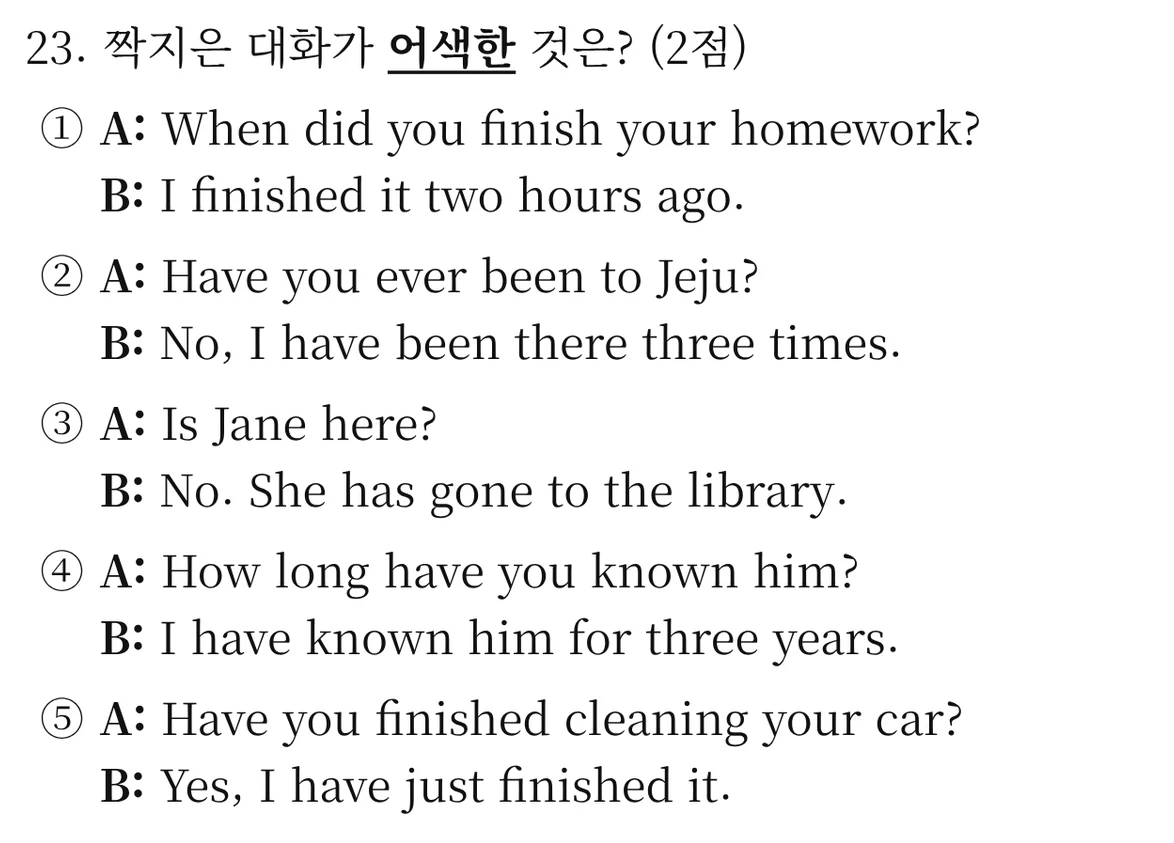 23. 짝지은 대화가 어색한 것은? (2점)
① A: When did you finish your homework?
B: I finished it two hours ago.
② A: Have you ever been to Jeju?
B: No, I have been there three times.
③ A: Is Jane here?
B: No. She has gone to the library.
④ A: How long have you known him?
B: I have known him for three years.
⑤ A: Have you finished cleaning your car?
B: Yes, I have just finished it.